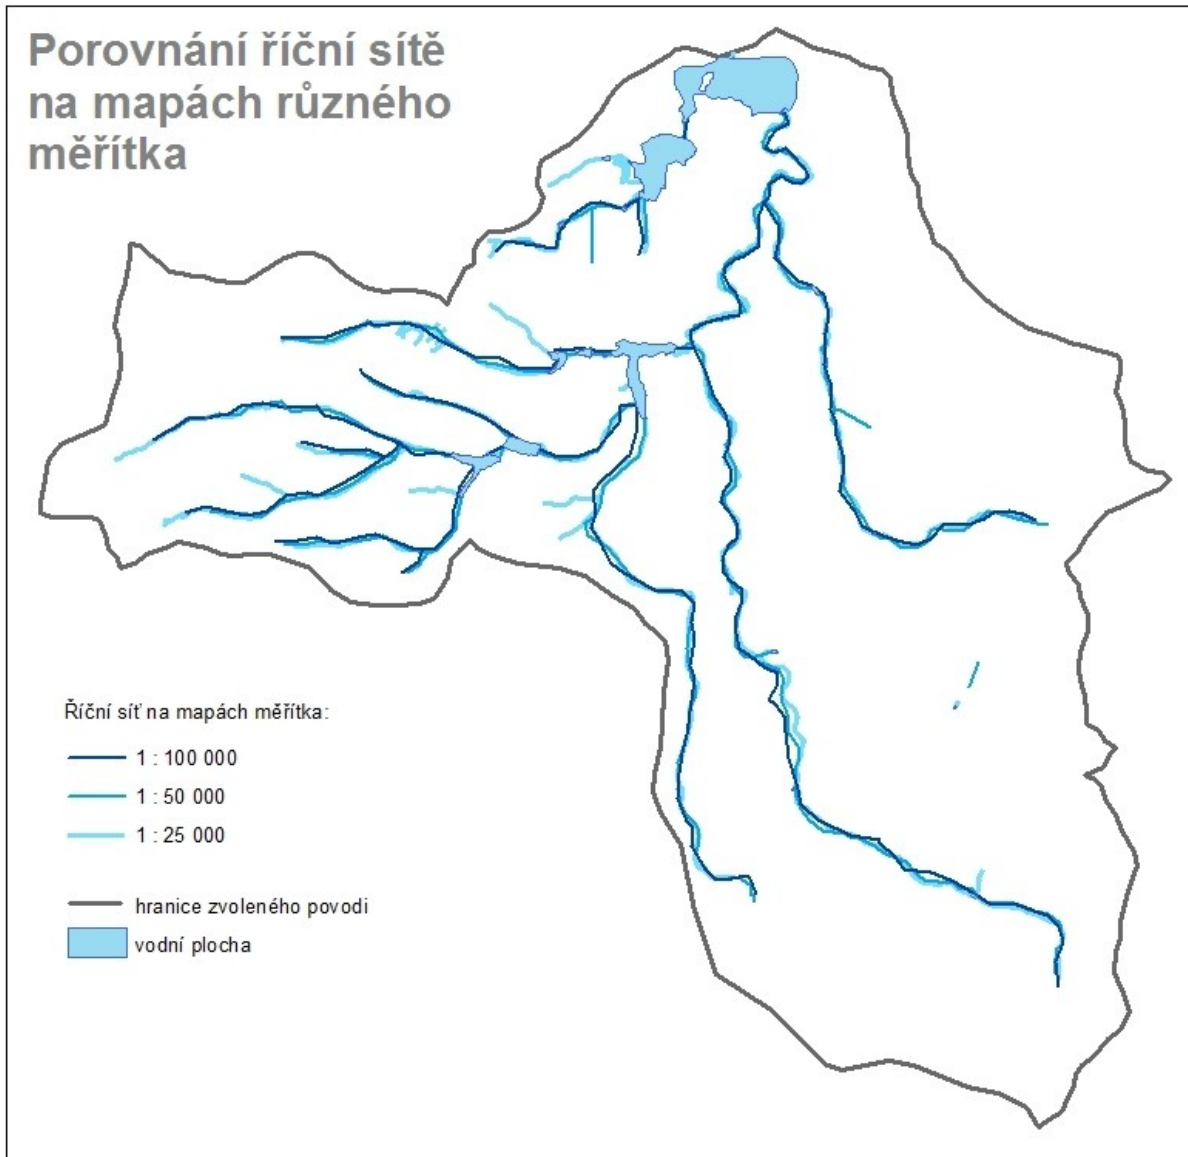 Porovnání říční sítě
na mapách různého
měřítka
Říční síť na mapách měřítka:
1 : 100 000
1 : 50 000
1 : 25 000
hranice zvoleného povodi
vodní plocha